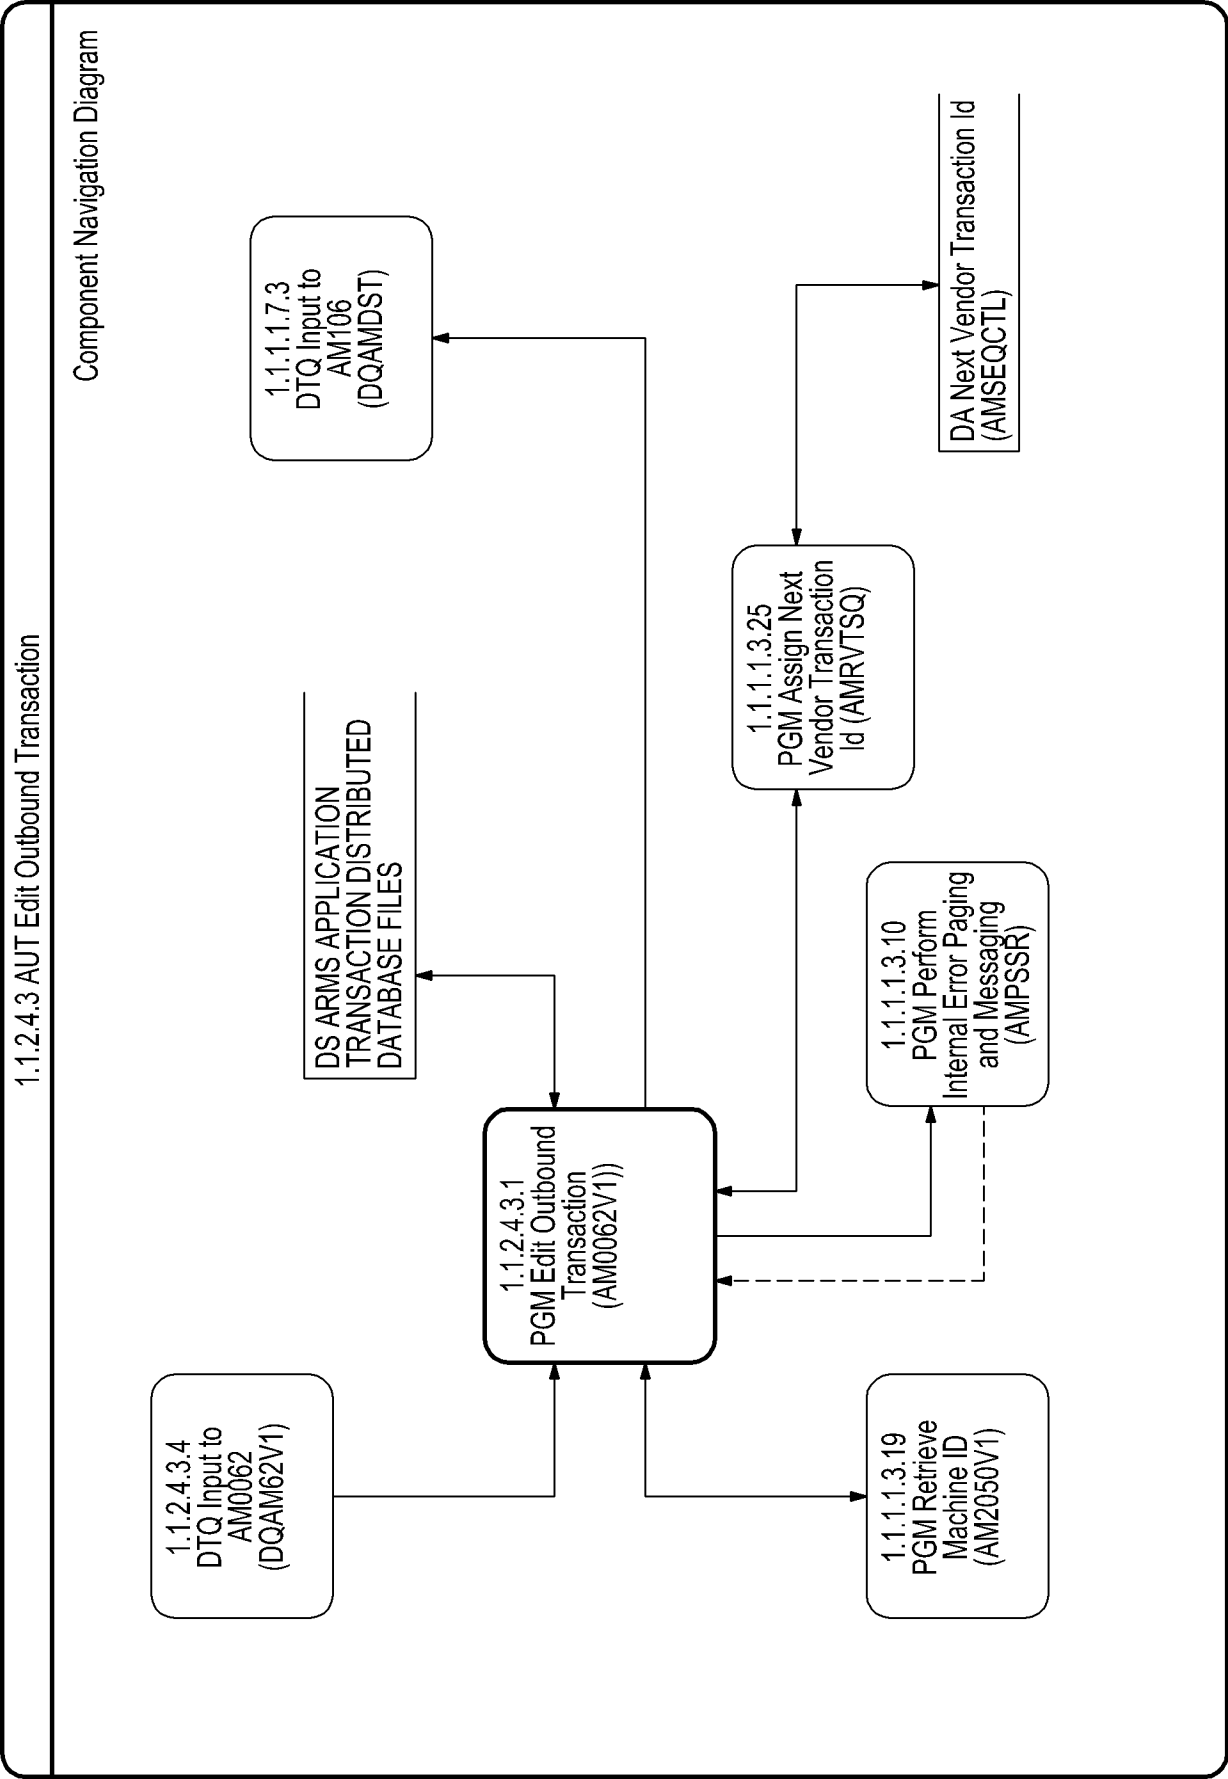 1.1.2.4.3 AUT Edit Outbound Transaction
Component Navigation Diagram
1.1.2.4.3.4
DTQ Input to
AM0062
(DQAM62V1)
DS ARMS APPLICATION
TRANSACTION DISTRIBUTED
DATABASE FILES
1.1.1.1.7.3
DTQ Input to
AM106
(DQAMDST)
1.1.2.4.3.1
PGM Edit Outbound
Transaction
(AM0062V1))
1.1.1.1.3.25
PGM Assign Next
Vendor Transaction
Id (AMRVTSQ)
1.1.1.1.3.19
PGM Retrieve
Machine ID
(AM2050V1)
1.1.1.1.3.10
PGM Perform
Internal Error Paging
and Messaging
(AMPSSR)
DA Next Vendor Transaction Id
(AMSEQCTL)